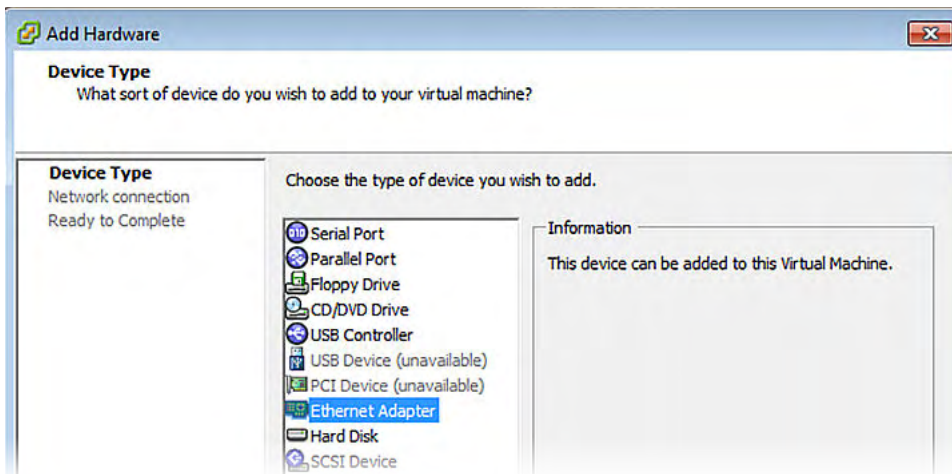 Add Hardware
Device Type
What sort of device do you wish to add to your virtual machine?
Device Type
Network connection
Ready to Complete
Choose the type of device you wish to add.
Serial Port
Parallel Port
Floppy Drive
CD/DVD Drive
USB Controller
USB Device (unavailable)
PCI Device (unavailable)
Ethernet Adapter
Hard Disk
SCSI Device
Information
This device can be added to this Virtual Machine.